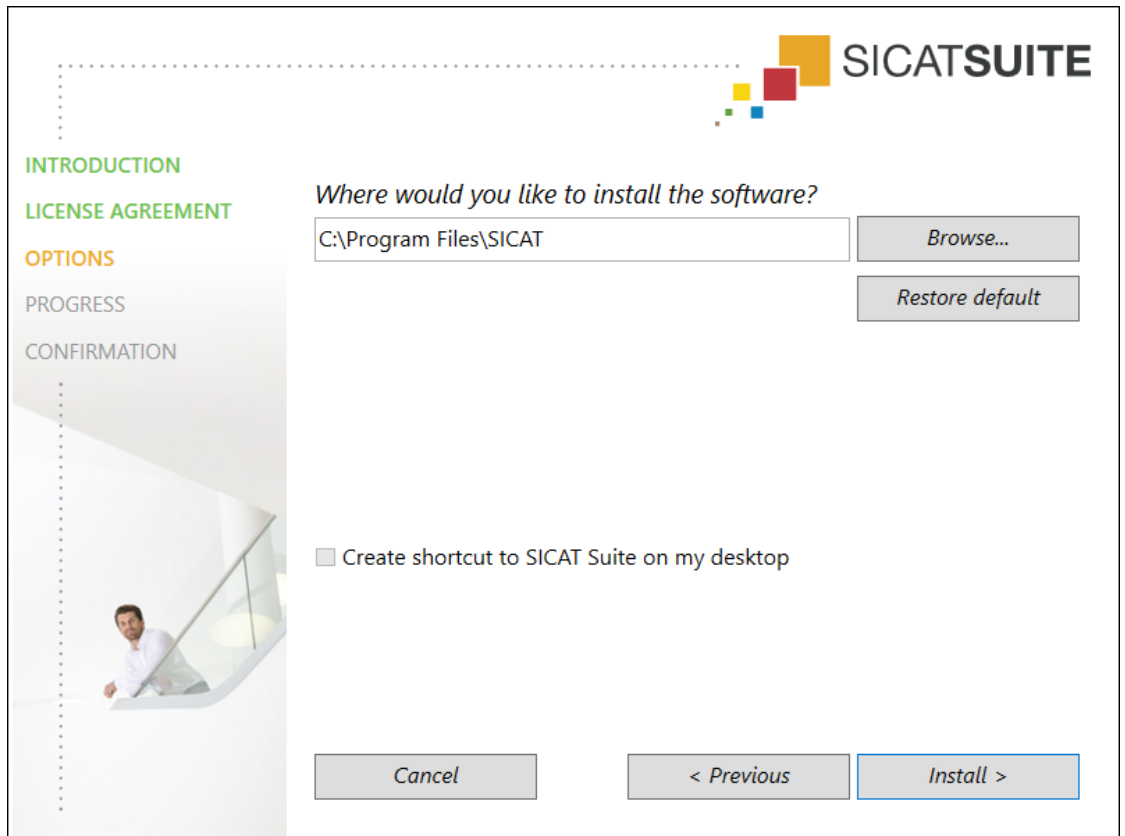 SICATSUITE
INTRODUCTION
LICENSE AGREEMENT
OPTIONS
PROGRESS
CONFIRMATION
Where would you like to install the software?
C:\Program Files\SICAT
Browse...
Restore default
Create shortcut to SICAT Suite on my desktop
Cancel
< Previous
Install >